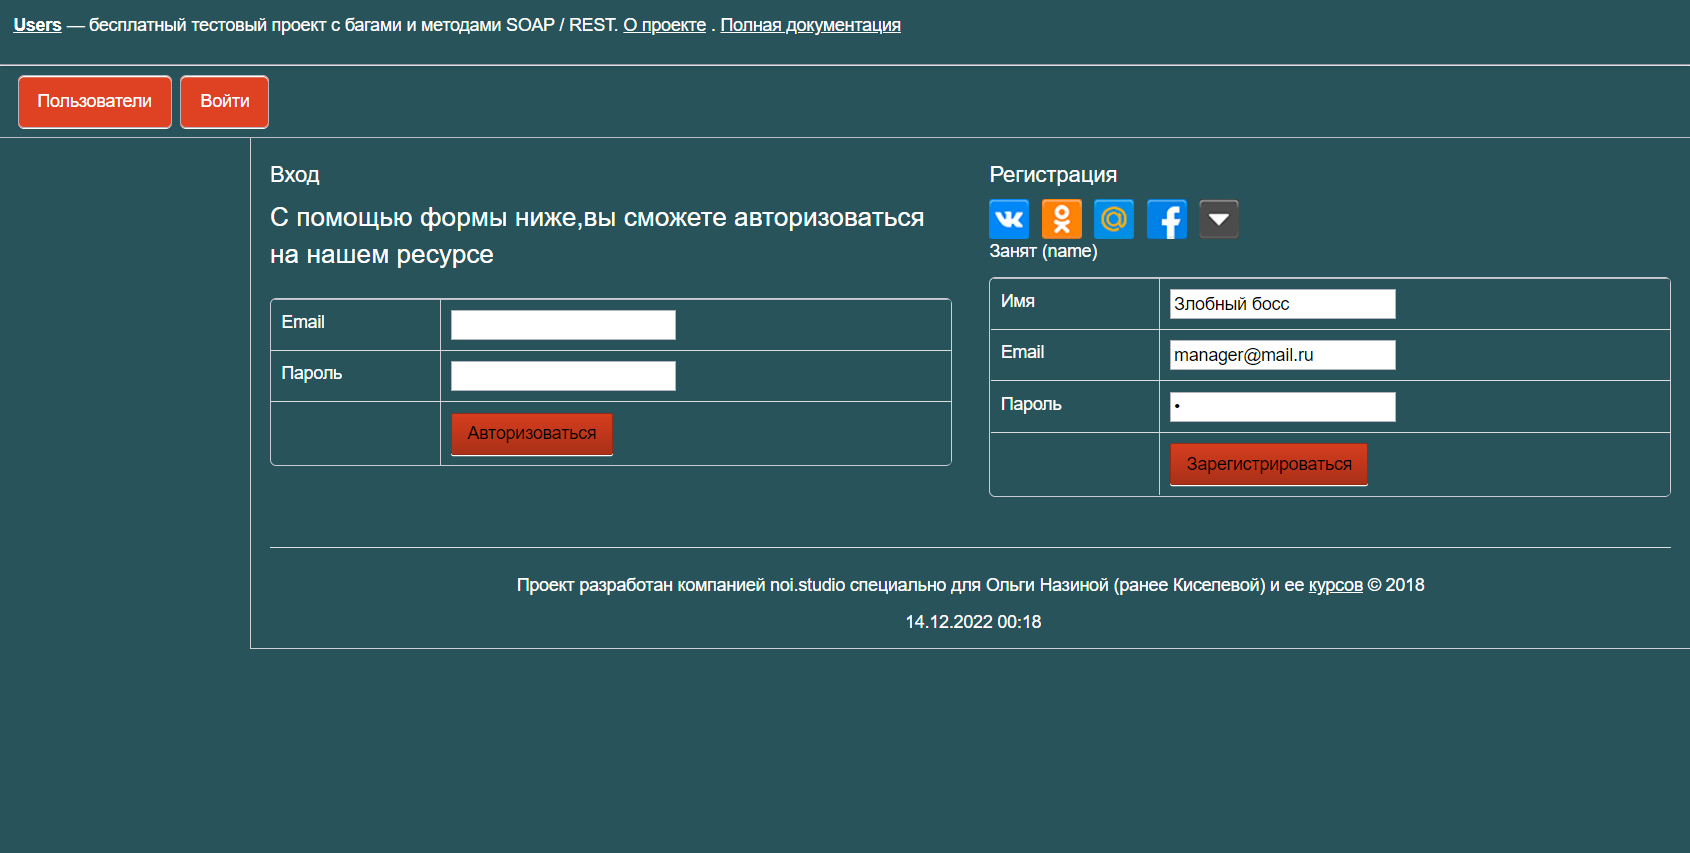 Users — бесплатный тестовый проект с багами и методами SOAP / REST. О проекте . Полная документация
Пользователи
Войти
Вход
С помощью формы ниже,вы сможете авторизоваться
на нашем ресурсе
Email
Пароль
Авторизоваться
Регистрация
Занят (name)
Имя
Злобный босс
Email
manager@mail.ru
Пароль
•
Зарегистрироваться
Проект разработан компанией noi.studio специально для Ольги Назиной (ранее Киселевой) и ее курсов © 2018
14.12.2022 00:18